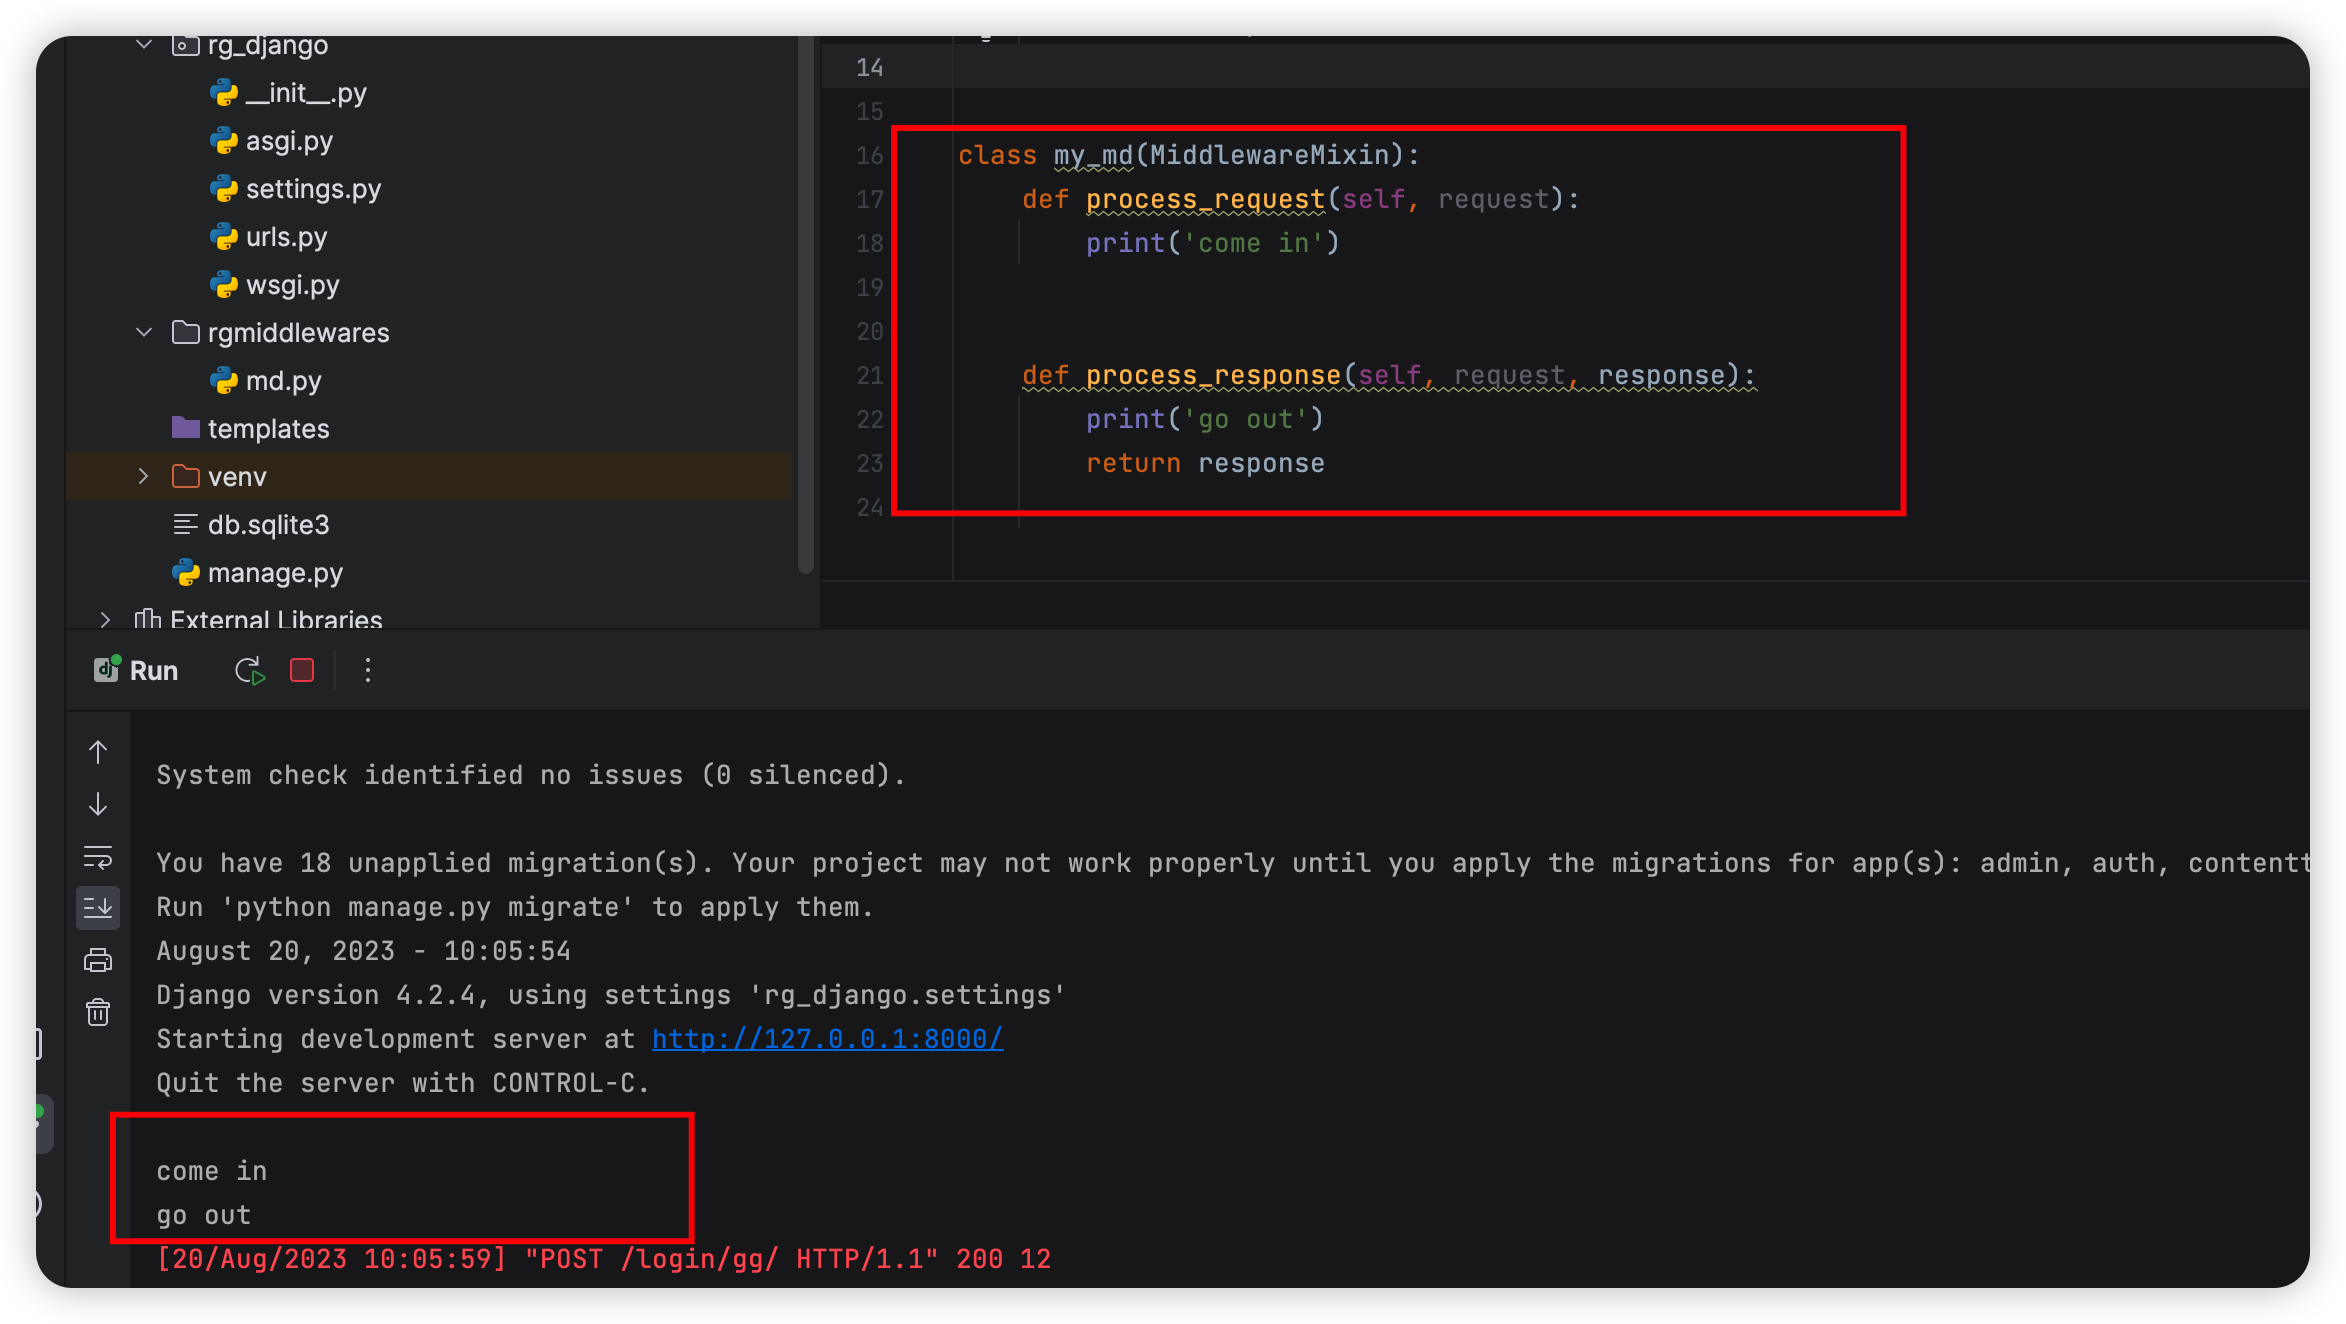 rg_django
__init__.py
asgi.py
settings.py
urls.py
wsgi.py
rgmiddlewares
md.py
templates
venv
db.sqlite3
manage.py
External Libraries
14
15
16 class my_md(MiddlewareMixin):
17 def process_request(self, request):
18 print('come in')
19
20
21 def process_response(self, request, response):
22 print('go out')
23 return response
24
dj Run
System check identified no issues (0 silenced).
You have 18 unapplied migration(s). Your project may not work properly until you apply the migrations for app(s): admin, auth, contentt
Run 'python manage.py migrate' to apply them.
August 20, 2023 - 10:05:54
Django version 4.2.4, using settings 'rg_django.settings'
Starting development server at http://127.0.0.1:8000/
Quit the server with CONTROL-C.
come in
go out
[20/Aug/2023 10:05:59] "POST /login/gg/ HTTP/1.1" 200 12